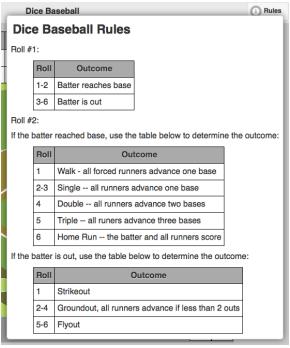 Dice Baseball
Rules
Dice Baseball Rules
Roll #1:
Roll Outcome
1-2 Batter reaches base
3-6 Batter is out
Roll #2:
If the batter reached base, use the table below to determine the outcome:
Roll Outcome
1 Walk - all forced runners advance one base
2-3 Single -- all runners advance one base
4 Double -- all runners advance two bases
5 Triple -- all runers advance three bases
6 Home Run -- the batter and all runners score
If the batter is out, use the table below to determine the outcome:
Roll Outcome
1 Strikeout
2-4 Groundout, all runners advance if less than 2 outs
5-6 Flyout